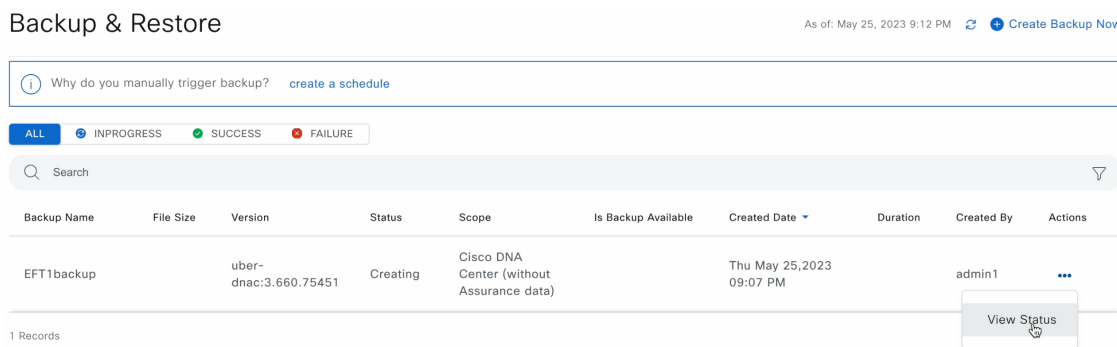 Backup & Restore
As of: May 25, 2023 9:12 PM Create Backup Now
Why do you manually trigger backup? create a schedule
ALL INPROGRESS SUCCESS FAILURE
Search
Backup Name File Size Version Status Scope Is Backup Available Created Date Duration Created By Actions
EFT1backup
uber-
dnac:3.660.75451
Creating
Cisco DNA
Center (without
Assurance data)
Thu May 25,2023
09:07 PM
admin1
View Status
1 Records